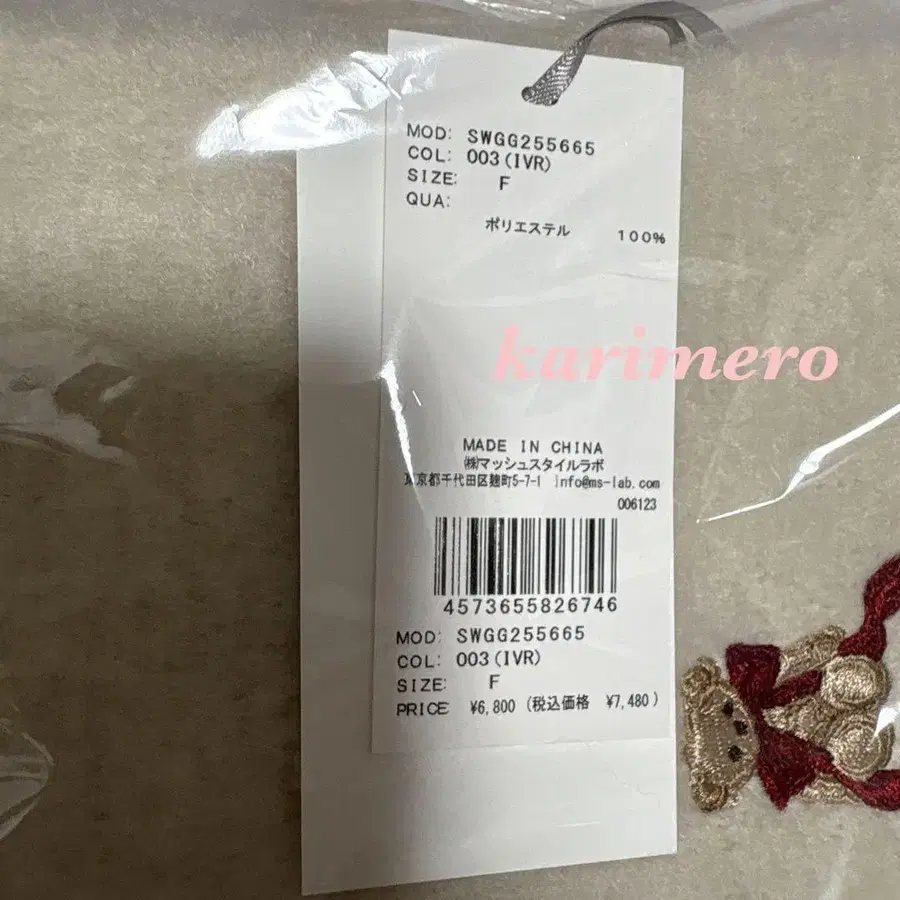 MOD: SWGG255665
COL: 003(IVR)
SIZE: F
QUA:
ポリエステル 100%
karimero
MADE IN CHINA
㈱マッシュスタイルラボ
東京都千代田区麹町5-7-1 info@ms-lab.com
006123
4573655826746
MOD: SWGG255665
COL: 003(IVR)
SIZE: F
PRICE ¥6,800 (税込価格 ¥7,480)